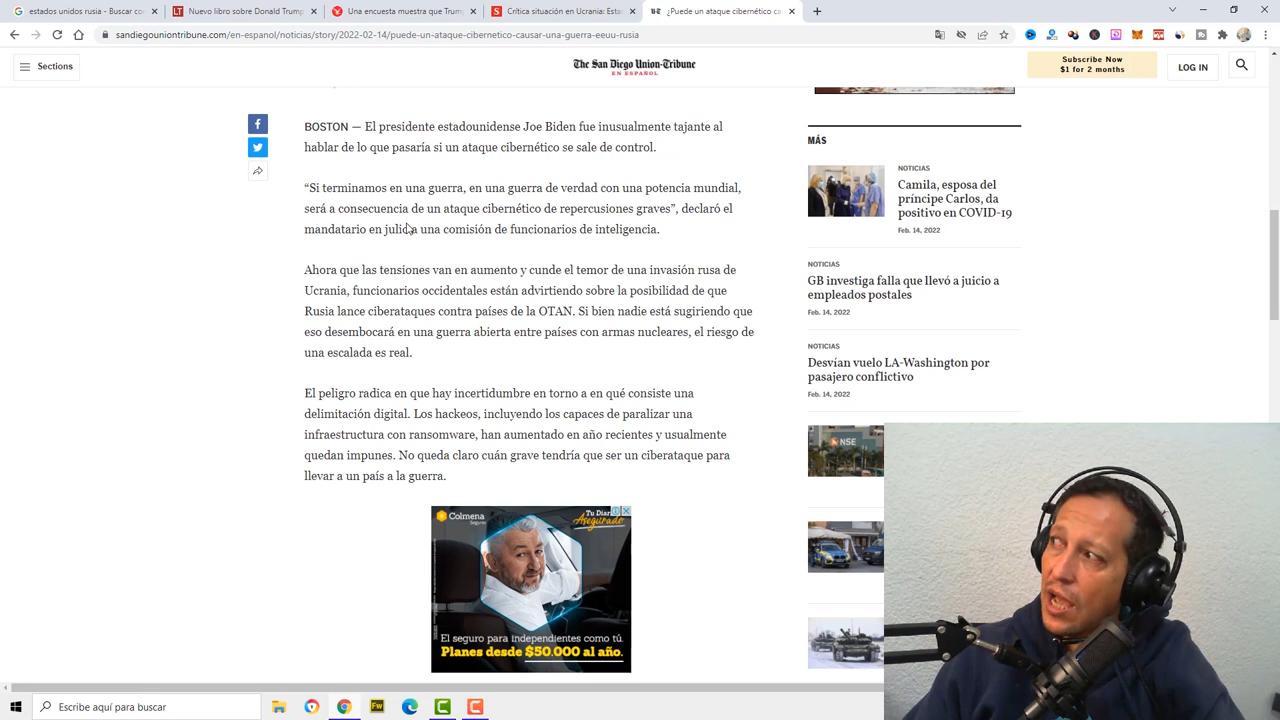 estados unidos rusia - Buscar co
Nuevo libro sobre Donald Trump
Una encuesta muestra que Trump
Crítica situación en Ucrania: Esta
¿Puede un ataque cibernético ca
sandiegouniontribune.com/en-espanol/noticias/story/2022-02-14/puede-un-ataque-cibernetico-causar-una-guerra-eeuu-rusia
Sections
The San Diego Union-Tribune
EN ESPAÑOL
Subscribe Now
$1 for 2 months
LOG IN
BOSTON — El presidente estadounidense Joe Biden fue inusualmente tajante al
hablar de lo que pasaría si un ataque cibernético se sale de control.
“Si terminamos en una guerra, en una guerra de verdad con una potencia mundial,
será a consecuencia de un ataque cibernético de repercusiones graves”, declaró el
mandatario en julio a una comisión de funcionarios de inteligencia.
Ahora que las tensiones van en aumento y cunde el temor de una invasión rusa de
Ucrania, funcionarios occidentales están advirtiendo sobre la posibilidad de que
Rusia lance ciberataques contra países de la OTAN. Si bien nadie está sugiriendo que
eso desembocará en una guerra abierta entre países con armas nucleares, el riesgo de
una escalada es real.
El peligro radica en que hay incertidumbre en torno a en qué consiste una
delimitación digital. Los hackeos, incluyendo los capaces de paralizar una
infraestructura con ransomware, han aumentado en año recientes y usualmente
quedan impunes. No queda claro cuán grave tendría que ser un ciberataque para
llevar a un país a la guerra.
Colmena
Seguros
Tu Diario
Asegurado
El seguro para independientes como tú.
Planes desde $50.000 al año.
MÁS
NOTICIAS
Camila, esposa del
príncipe Carlos, da
positivo en COVID-19
Feb. 14, 2022
NOTICIAS
GB investiga falla que llevó a juicio a
empleados postales
Feb. 14, 2022
NOTICIAS
Desvían vuelo LA-Washington por
pasajero conflictivo
Feb. 14, 2022
NSE
Escribe aquí para buscar
Fw